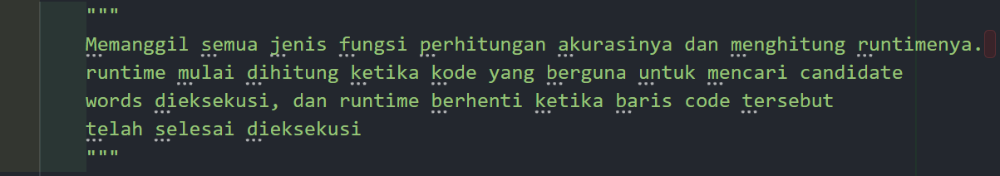 """
Memanggil semua jenis fungsi perhitungan akurasinya dan menghitung runtimenya.
runtime mulai dihitung ketika kode yang berguna untuk mencari candidate
words dieksekusi, dan runtime berhenti ketika baris code tersebut
telah selesai dieksekusi
"""